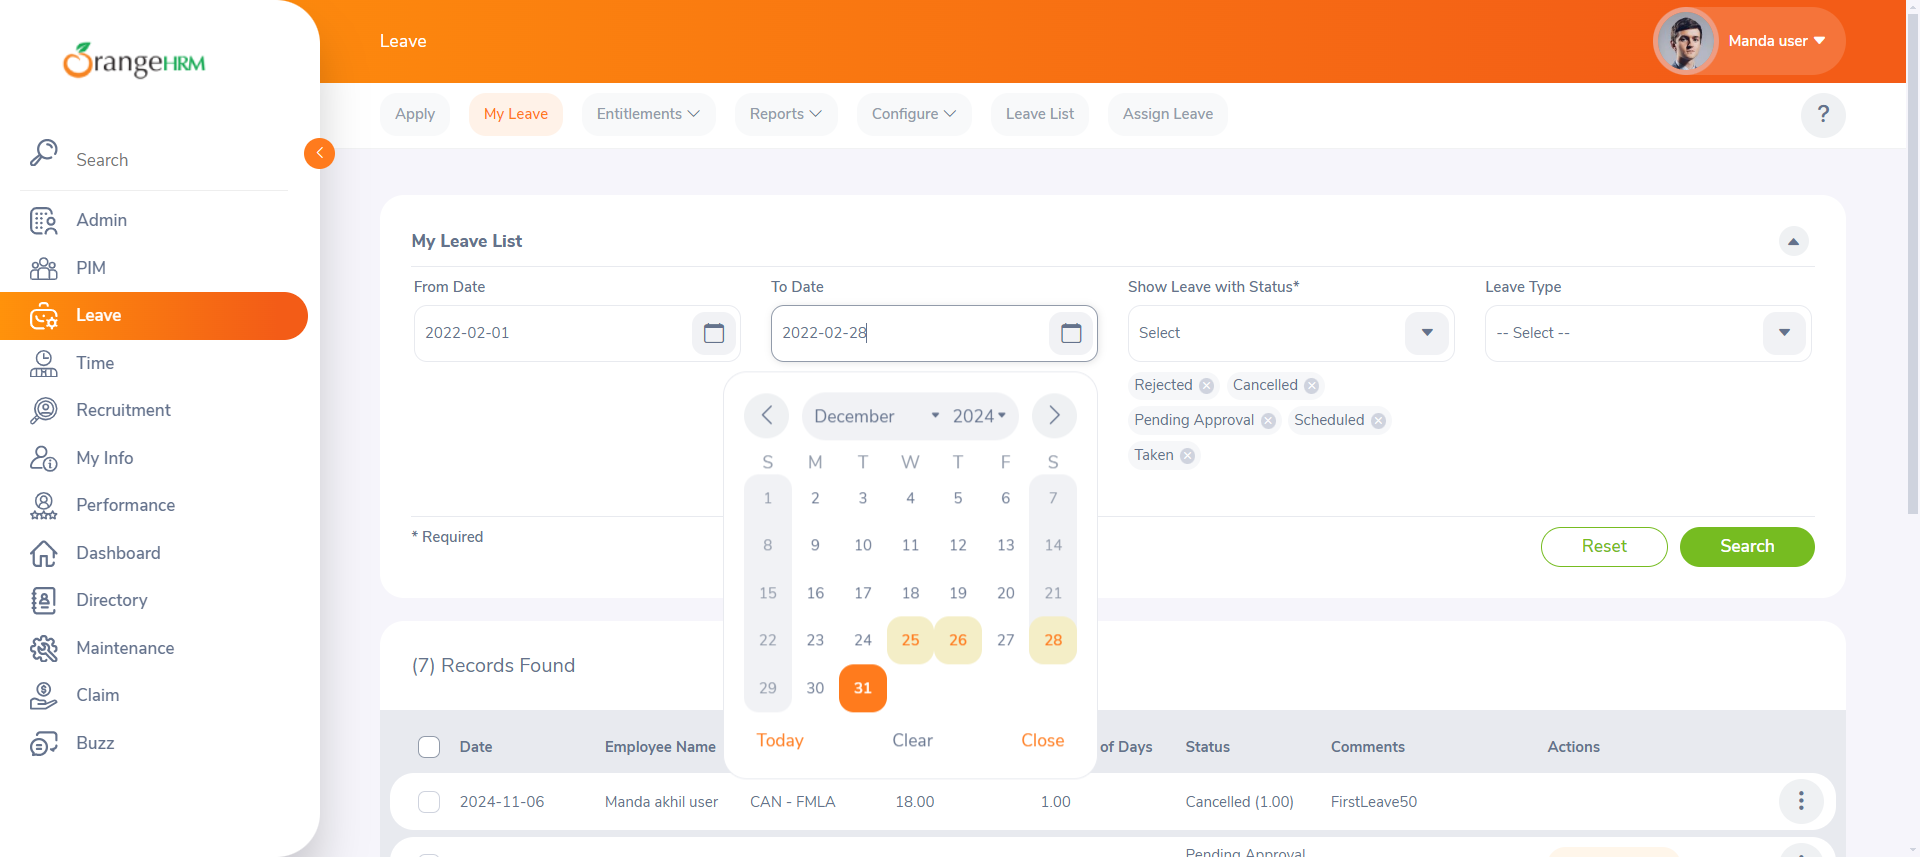 OrangeHRM
Leave
Manda user
Apply
My Leave
Entitlements
Reports
Configure
Leave List
Assign Leave
?
Search
Admin
PIM
Leave
Time
Recruitment
My Info
Performance
Dashboard
Directory
Maintenance
Claim
Buzz
My Leave List
From Date
To Date
Show Leave with Status*
Leave Type
2022-02-01
2022-02-28
Select
-- Select --
Rejected
Cancelled
Pending Approval
Scheduled
Taken
December 2024
S M T W T F S
1 2 3 4 5 6 7
8 9 10 11 12 13 14
15 16 17 18 19 20 21
22 23 24 25 26 27 28
29 30 31
Today Clear Close
* Required
Reset
Search
(7) Records Found
Date Employee Name of Days Status Comments Actions
2024-11-06 Manda akhil user CAN - FMLA 18.00 1.00 Cancelled (1.00) FirstLeave50
Pending Approval